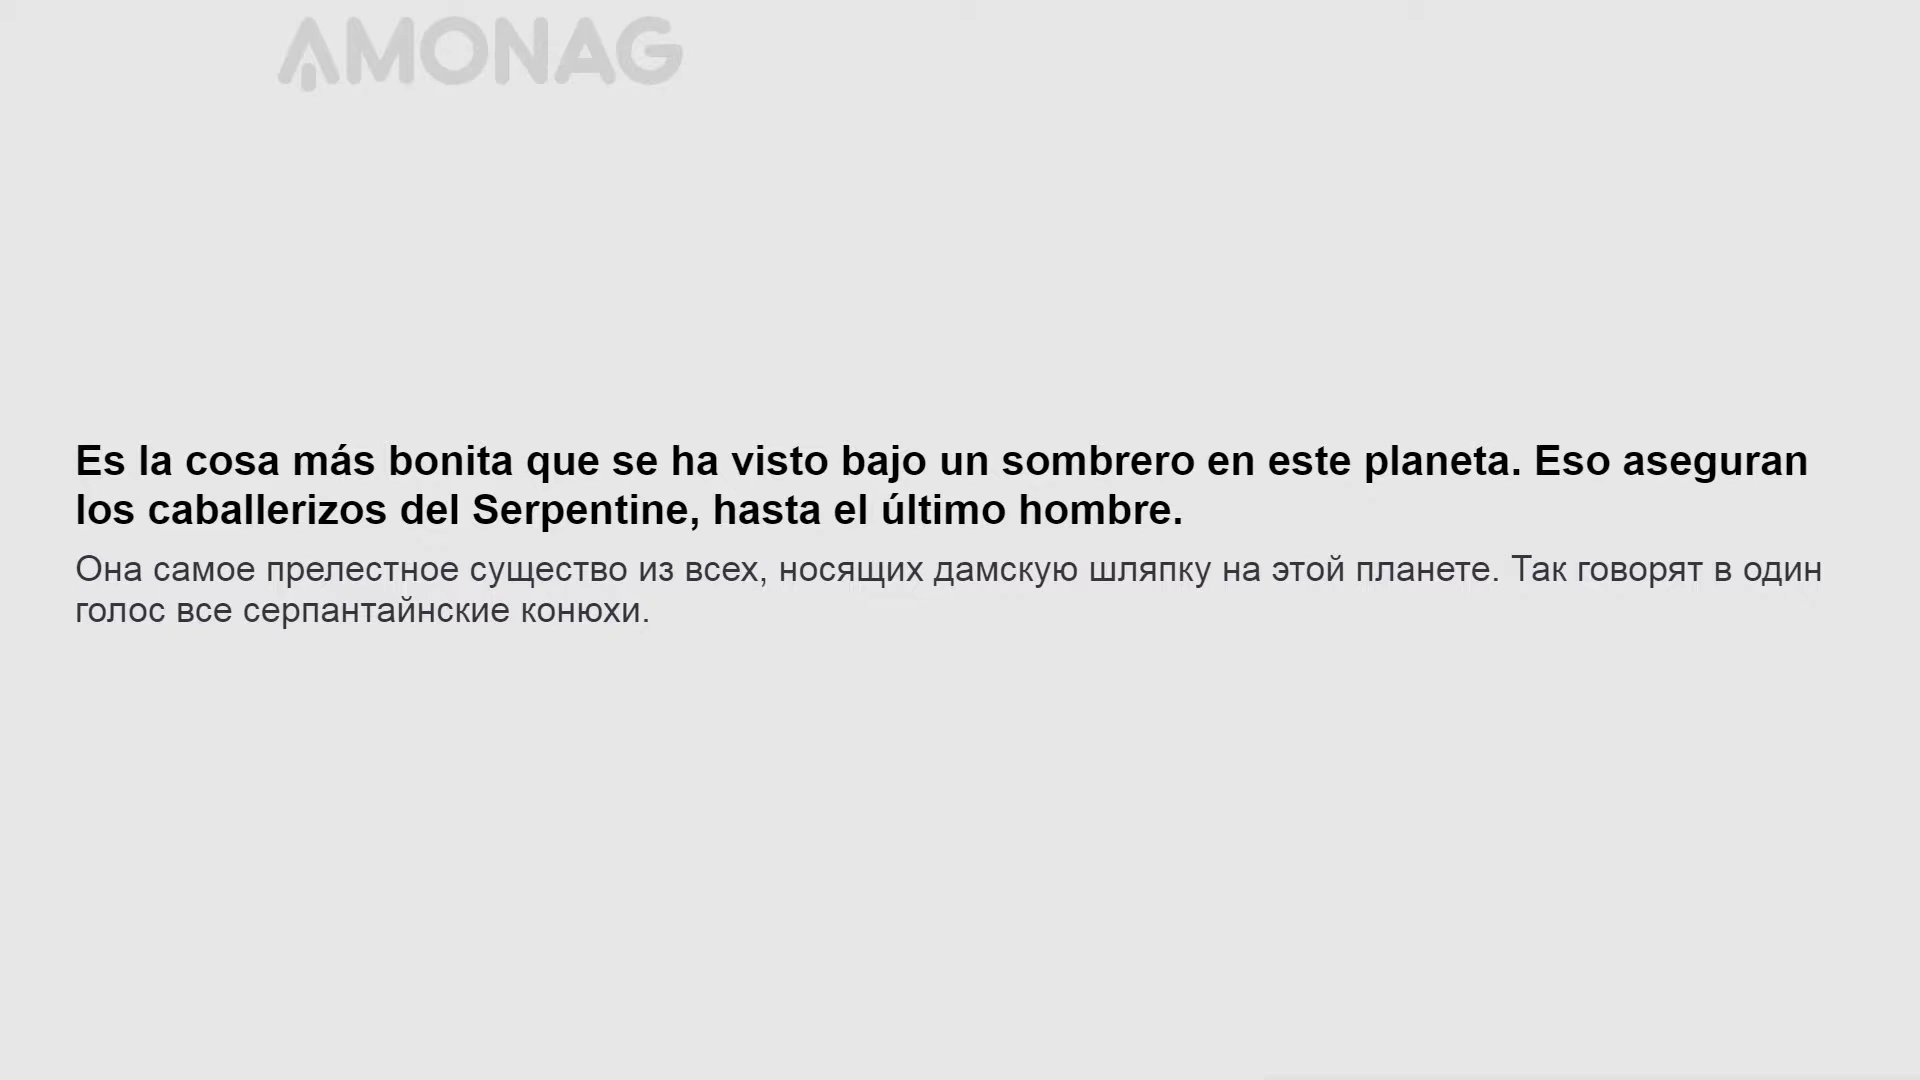 AMONAG
Es la cosa más bonita que se ha visto bajo un sombrero en este planeta. Eso aseguran
los caballerizos del Serpentine, hasta el último hombre.
Она самое прелестное существо из всех, носящих дамскую шляпку на этой планете. Так говорят в один
голос все серпантайнские конюхи.